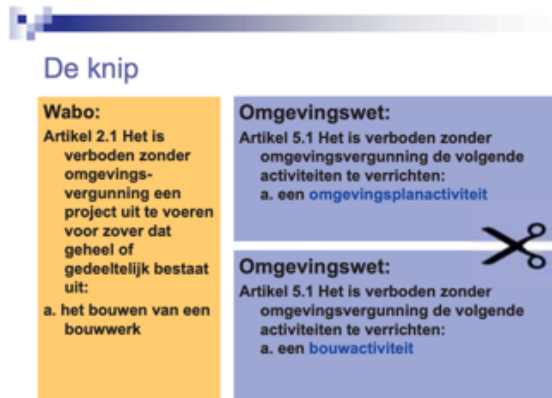 De knip
Wabo:
Artikel 2.1 Het is
verboden zonder
omgevings-
vergunning een
project uit te voeren
voor zover dat
geheel of
gedeeltelijk bestaat
uit:
a. het bouwen van een
bouwwerk
Omgevingswet:
Artikel 5.1 Het is verboden zonder
omgevingsvergunning de volgende
activiteiten te verrichten:
a. een omgevingsplanactiviteit
Omgevingswet:
Artikel 5.1 Het is verboden zonder
omgevingsvergunning de volgende
activiteiten te verrichten:
a. een bouwactiviteit